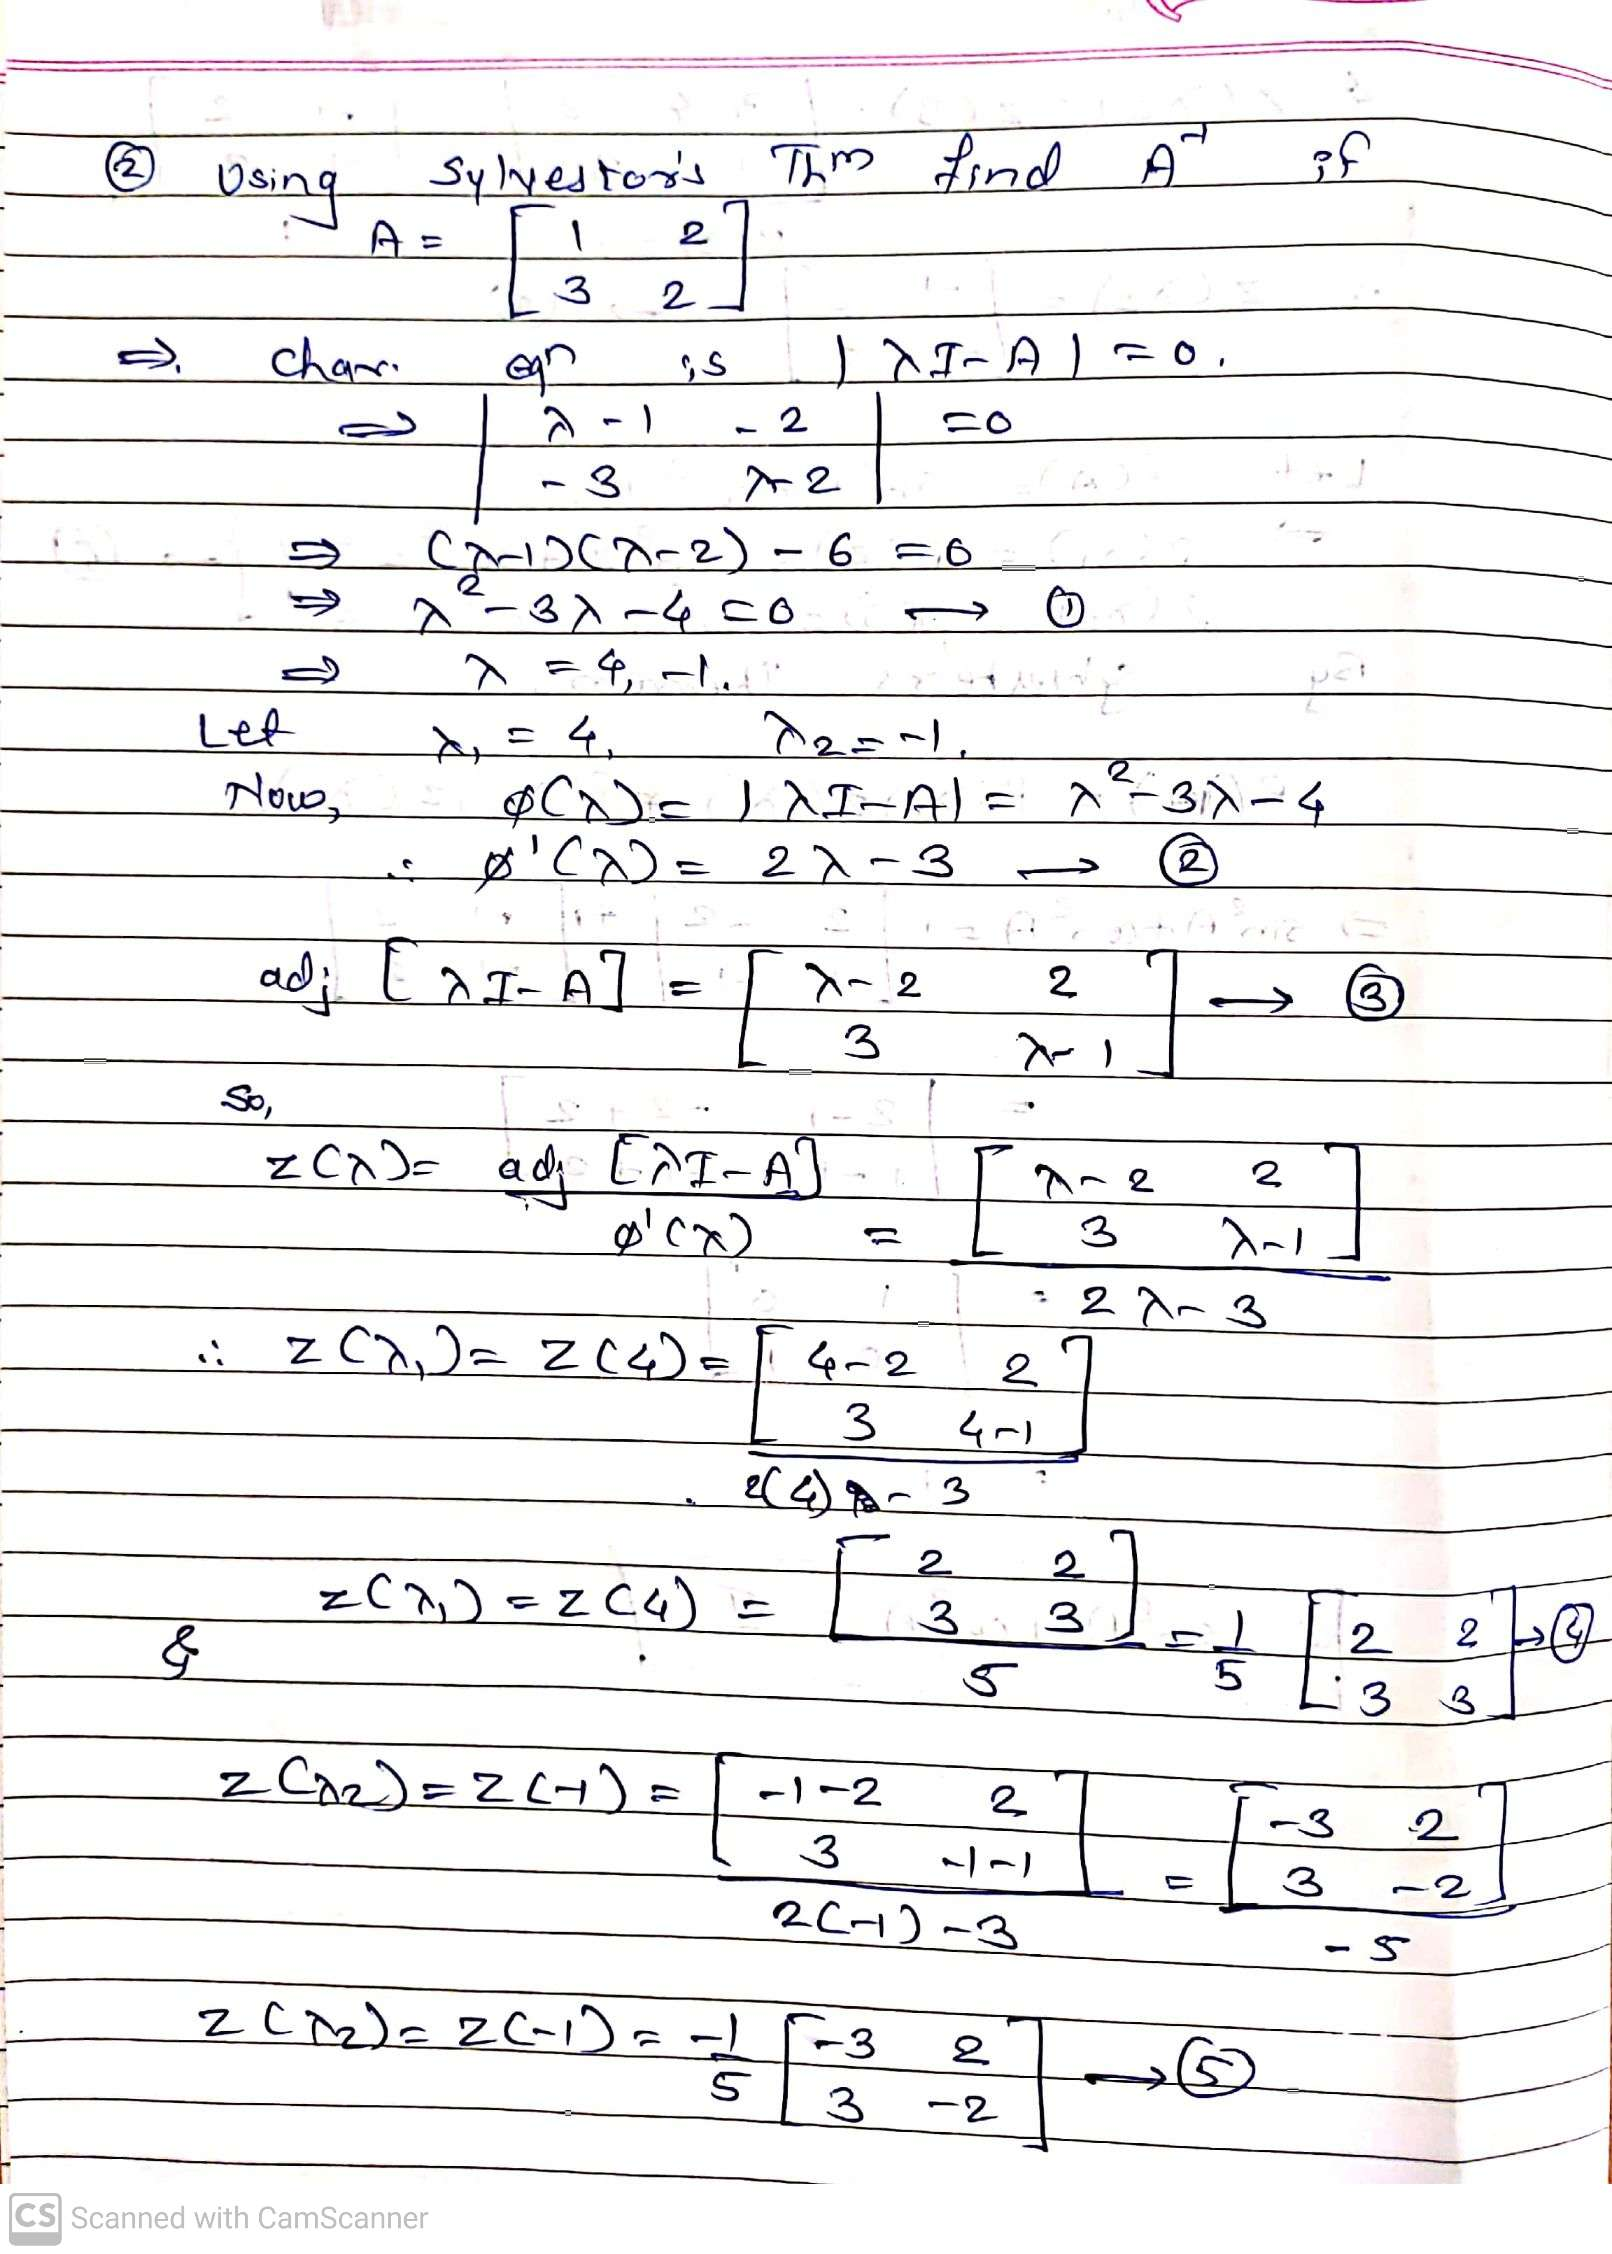 ② Using Sylvestor's Thm find A⁻¹ if
A = [ 1 2
3 2 ]
⇒ Char. eqn is | λI - A | = 0.
⇒ | λ - 1 - 2 | = 0
- 3 λ - 2
⇒ (λ-1)(λ-2) - 6 = 0
⇒ λ² - 3λ - 4 = 0 → ①
⇒ λ = 4, -1.
Let λ₁ = 4, λ₂ = -1.
Now, ϕ(λ) = | λI - A | = λ² - 3λ - 4
∴ ϕ'(λ) = 2λ - 3 → ②
adj [ λI - A ] = [ λ - 2 2 ] → ③
3 λ - 1
So,
z(λ) = adj [λI - A] [ λ - 2 2 ]
ϕ'(λ) = 3 λ - 1
2λ - 3
∴ z(λ₁) = z(4) = [ 4-2 2 ]
3 4-1
2(4) - 3
z(λ₁) = z(4) = [ 2 2
3 3 ] = 1 [ 2 2 ] → ④
& 5 5 3 3
z(λ₂) = z(-1) = [ -1-2 2 ] [ -3 2 ]
3 -1-1 = 3 -2
2(-1) - 3 - 5
z(λ₂) = z(-1) = -1 [ -3 2 ] → ⑤
5 3 -2
CS Scanned with CamScanner